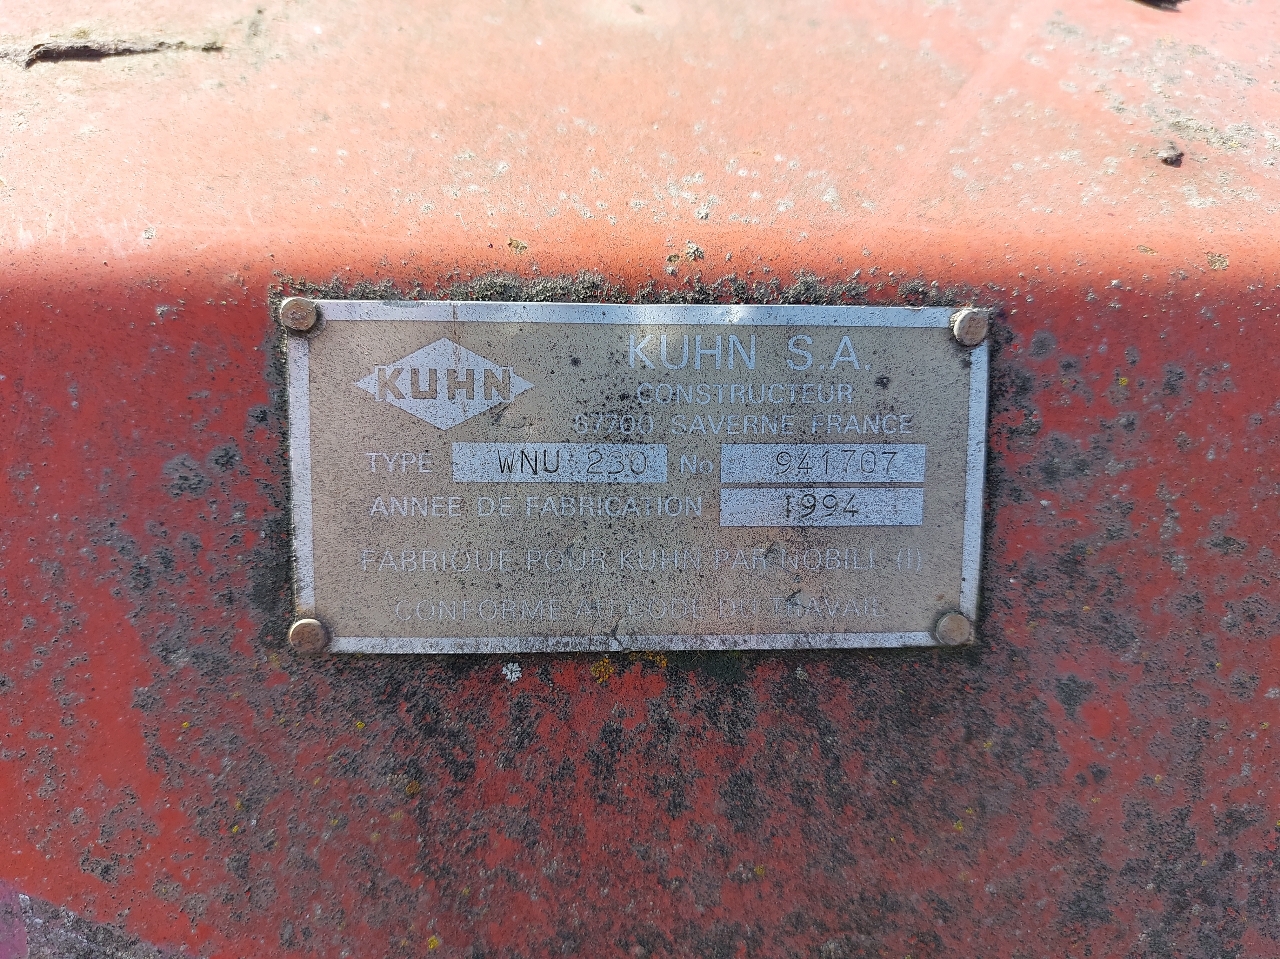 KUHN
KUHN S.A.
CONSTRUCTEUR
67700 SAVERNE FRANCE
TYPE WNU 230 No 941707
ANNEE DE FABRICATION 1994
FABRIQUE POUR KUHN PAR NOBILI (I)
CONFORME AU CODE DU TRAVAIL